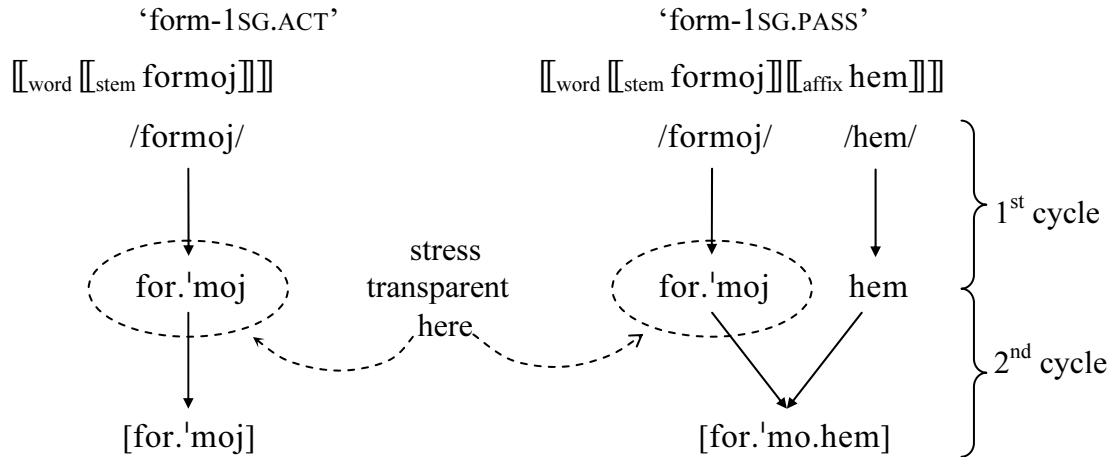 ‘form-1SG.ACT’ ‘form-1SG.PASS’
⟦word ⟦stem formoj⟧⟧ ⟦word ⟦stem formoj⟧⟦affix hem⟧⟧
/formoj/ /formoj/ /hem/
1st cycle
stress
for.ˈmoj transparent for.ˈmoj hem
here
2nd cycle
[for.ˈmoj] [for.ˈmo.hem]